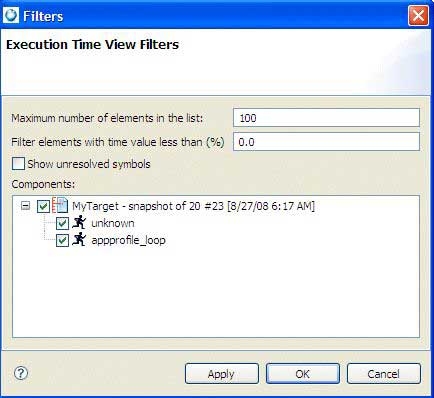 Filters
Execution Time View Filters
Maximum number of elements in the list: 100
Filter elements with time value less than (%) 0.0
Show unresolved symbols
Components:
MyTarget - snapshot of 20 #23 [8/27/08 6:17 AM]
unknown
appprofile_loop
? Apply OK Cancel